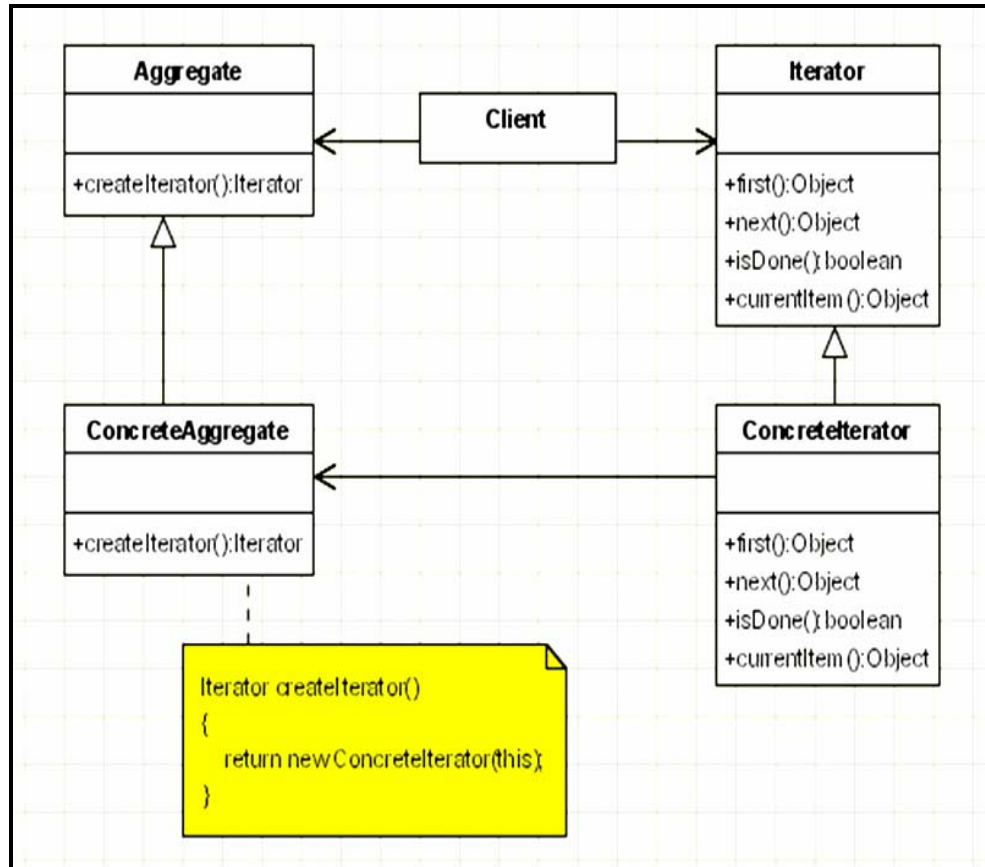 Aggregate
+createIterator():Iterator
Client
Iterator
+first():Object
+next():Object
+isDone():boolean
+currentItem():Object
ConcreteAggregate
+createIterator():Iterator
ConcreteIterator
+first():Object
+next():Object
+isDone():boolean
+currentItem():Object
Iterator createIterator()
{
return new ConcreteIterator(this);
}